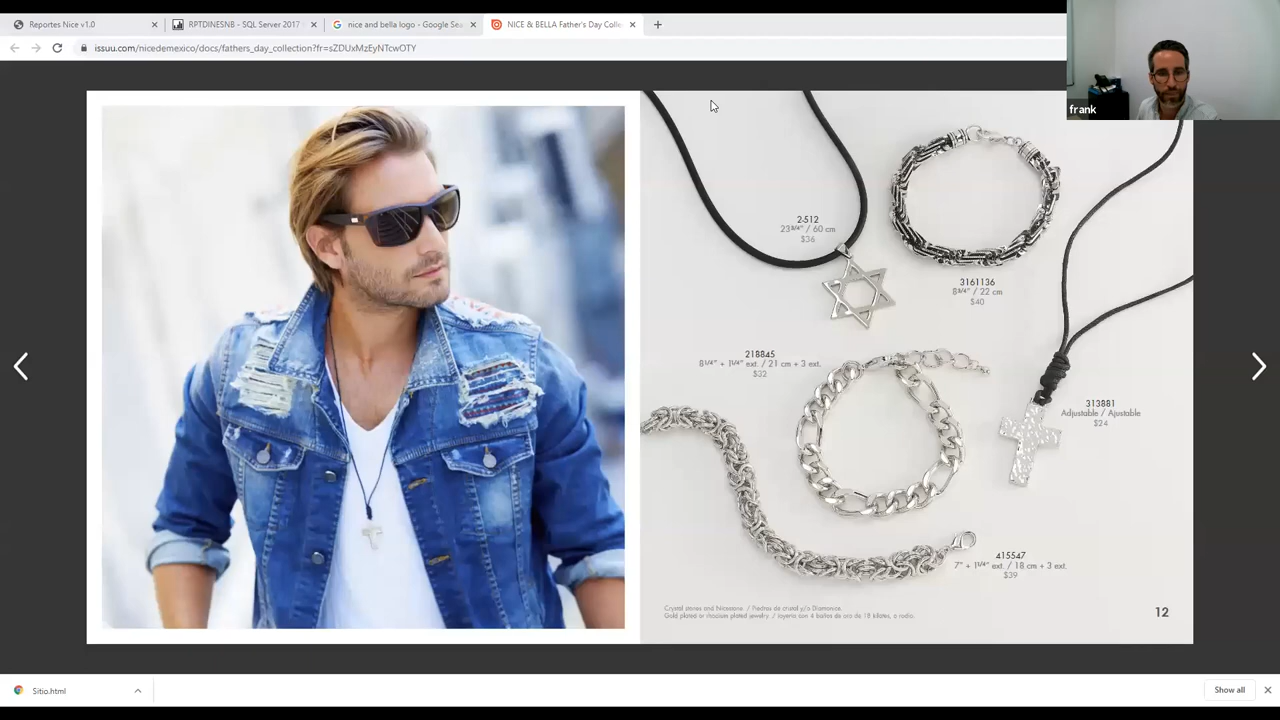 Reportes Nice v1.0
RPTDINESNB - SQL Server 2017
nice and bella logo - Google Sea
NICE & BELLA Father's Day Colle
issuu.com/nicedemexico/docs/fathers_day_collection?fr=sZDUxMzEyNTcwOTY
frank
2-512
23 3/4" / 60 cm
$36
3161136
8 3/4" / 22 cm
$40
218845
8 1/4" + 1 1/4" ext. / 21 cm + 3 ext.
$32
313881
Adjustable / Ajustable
$24
415547
7" + 1 1/4" ext. / 18 cm + 3 ext.
$39
Crystal stones and Nicestone. / Piedras de cristal y/o Diamonice.
Gold plated or rhodium plated jewelry. / Joyería con 4 baños de oro de 18 kilates, o rodio.
12
Sitio.html
Show all